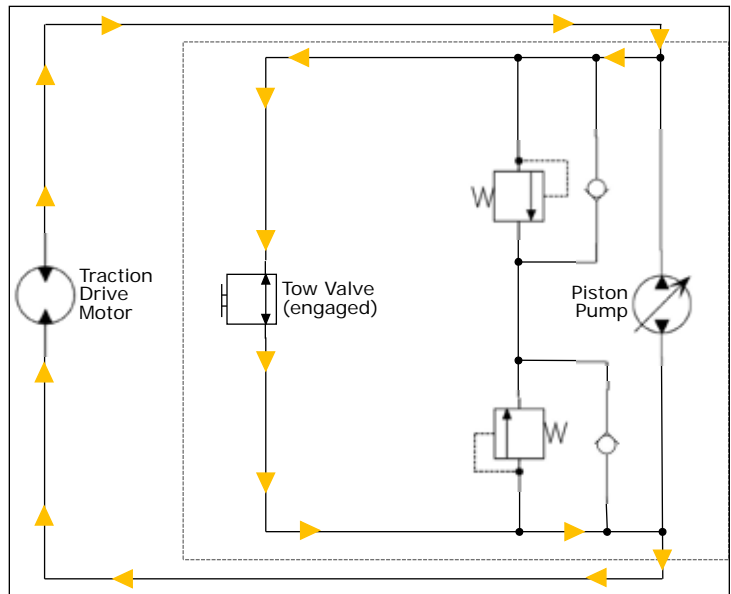 Traction
Drive
Motor
Tow Valve
(engaged)
Piston
Pump